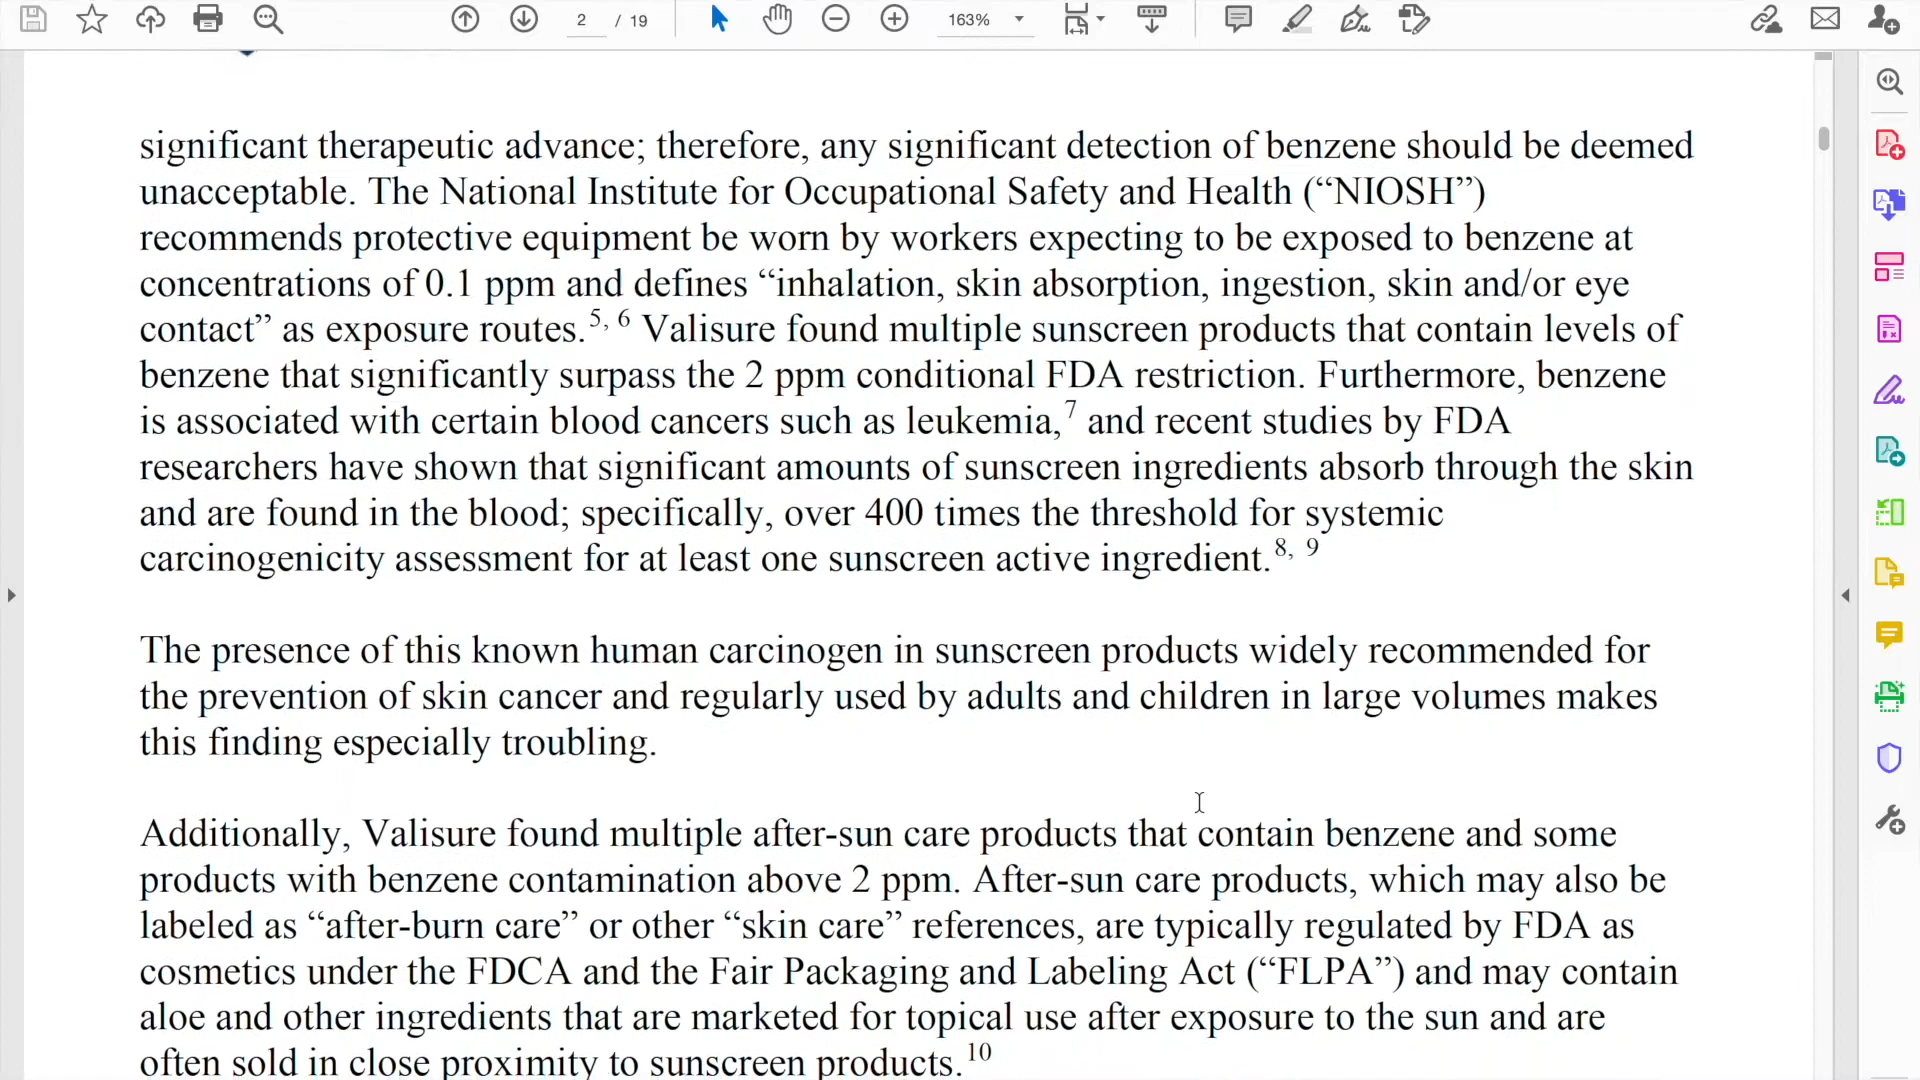 2 / 19
163%
significant therapeutic advance; therefore, any significant detection of benzene should be deemed
unacceptable. The National Institute for Occupational Safety and Health (“NIOSH”)
recommends protective equipment be worn by workers expecting to be exposed to benzene at
concentrations of 0.1 ppm and defines “inhalation, skin absorption, ingestion, skin and/or eye
contact” as exposure routes.5, 6 Valisure found multiple sunscreen products that contain levels of
benzene that significantly surpass the 2 ppm conditional FDA restriction. Furthermore, benzene
is associated with certain blood cancers such as leukemia,7 and recent studies by FDA
researchers have shown that significant amounts of sunscreen ingredients absorb through the skin
and are found in the blood; specifically, over 400 times the threshold for systemic
carcinogenicity assessment for at least one sunscreen active ingredient.8, 9
The presence of this known human carcinogen in sunscreen products widely recommended for
the prevention of skin cancer and regularly used by adults and children in large volumes makes
this finding especially troubling.
Additionally, Valisure found multiple after-sun care products that contain benzene and some
products with benzene contamination above 2 ppm. After-sun care products, which may also be
labeled as “after-burn care” or other “skin care” references, are typically regulated by FDA as
cosmetics under the FDCA and the Fair Packaging and Labeling Act (“FLPA”) and may contain
aloe and other ingredients that are marketed for topical use after exposure to the sun and are
often sold in close proximity to sunscreen products.10